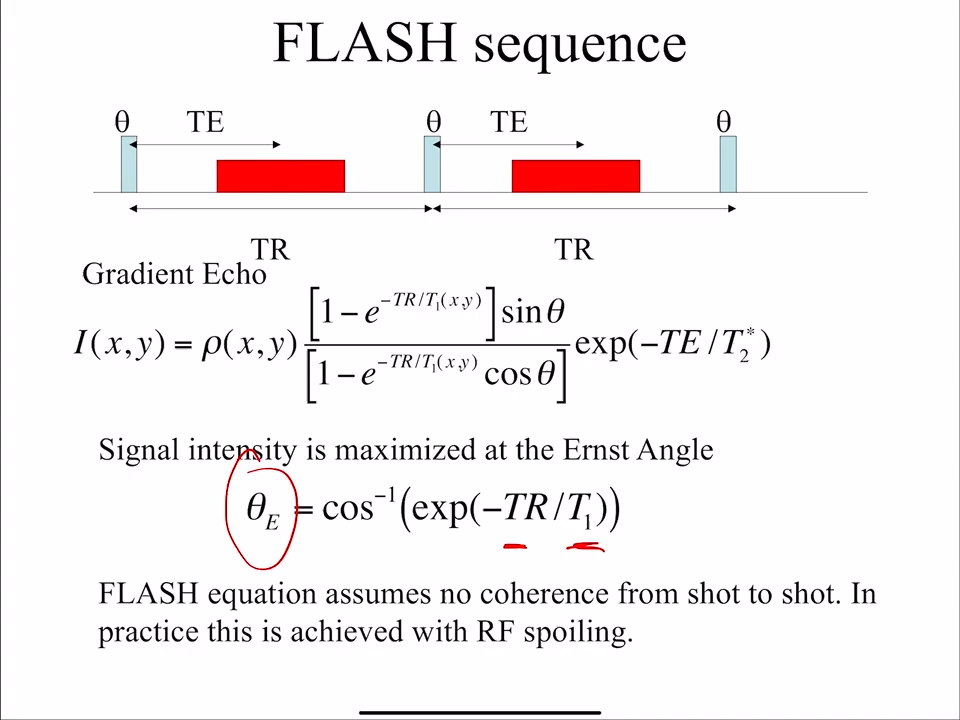 FLASH sequence
θ TE θ TE θ
TR TR
Gradient Echo
I(x,y) = ρ(x,y) [1 − e^{−TR/T₁(x,y)}] sin θ / [1 − e^{−TR/T₁(x,y)} cos θ] exp(−TE/T₂*)
Signal intensity is maximized at the Ernst Angle
θ_E = cos⁻¹(exp(−TR/T₁))
FLASH equation assumes no coherence from shot to shot. In
practice this is achieved with RF spoiling.